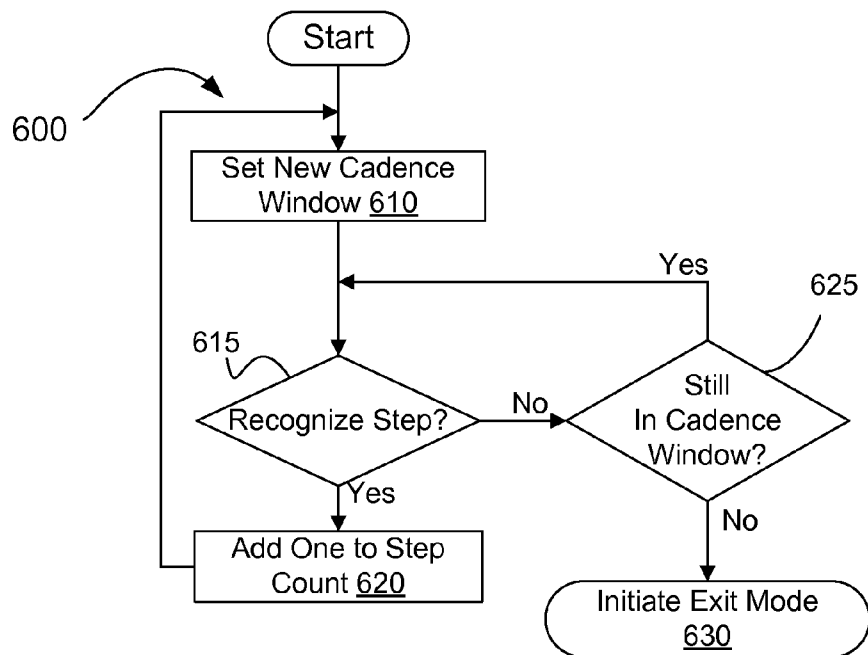 Start
600
Set New Cadence
Window 610
Yes
625
615
Recognize Step?
No
Still
In Cadence
Window?
Yes
No
Add One to Step
Count 620
Initiate Exit Mode
630